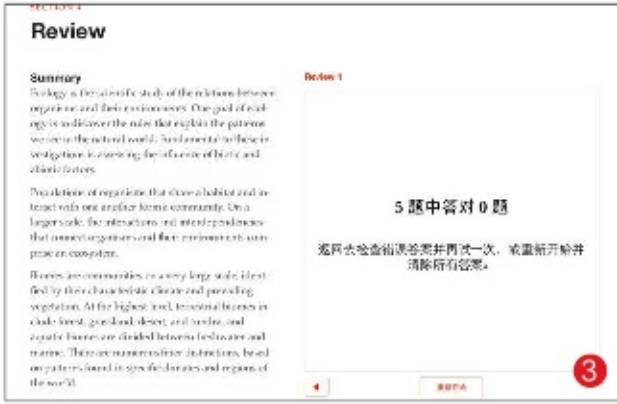 SECTION 4
Review
Summary
Ecology is the scientific study of the relations between
organisms and their environments. One goal of ecol-
ogy is to discover the rules that explain the patterns
we see in the natural world. Fundamental to these in-
vestigations is assessing the influence of biotic and
abiotic factors.
Populations of organisms that share a habitat and in-
teract with one another form a community. On a
larger scale, the interactions and interdependencies
that connect organisms and their environments com-
prise an ecosystem.
Biomes are communities on a very large scale, identi-
fied by their characteristic climate and prevailing
vegetation. At the highest level, terrestrial biomes in-
clude forest, grassland, desert, and tundra, and
aquatic biomes are divided between freshwater and
marine. There are numerous finer distinctions, based
on patterns found in specific climates and regions of
the world.
Review 1
5 题中答对 0 题
返回去检查错误答案并再试一次，或重新开始并
清除所有答案。
重新开始
3